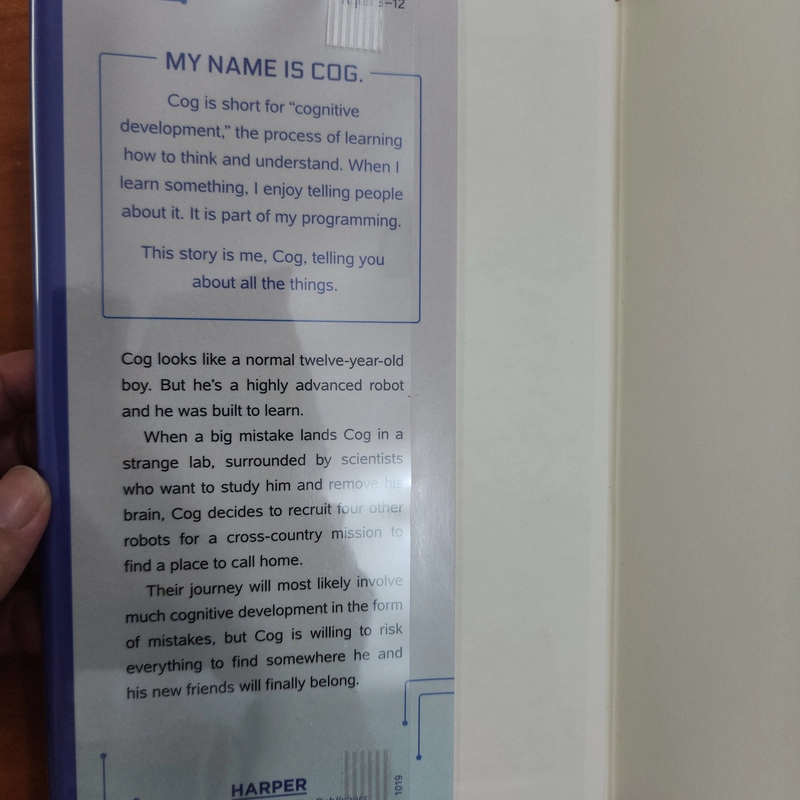 –12
MY NAME IS COG.
Cog is short for “cognitive
development,” the process of learning
how to think and understand. When I
learn something, I enjoy telling people
about it. It is part of my programming.
This story is me, Cog, telling you
about all the things.
Cog looks like a normal twelve-year-old
boy. But he’s a highly advanced robot
and he was built to learn.
When a big mistake lands Cog in a
strange lab, surrounded by scientists
who want to study him and remove his
brain, Cog decides to recruit four other
robots for a cross-country mission to
find a place to call home.
Their journey will most likely involve
much cognitive development in the form
of mistakes, but Cog is willing to risk
everything to find somewhere he and
his new friends will finally belong.
HARPER
1019